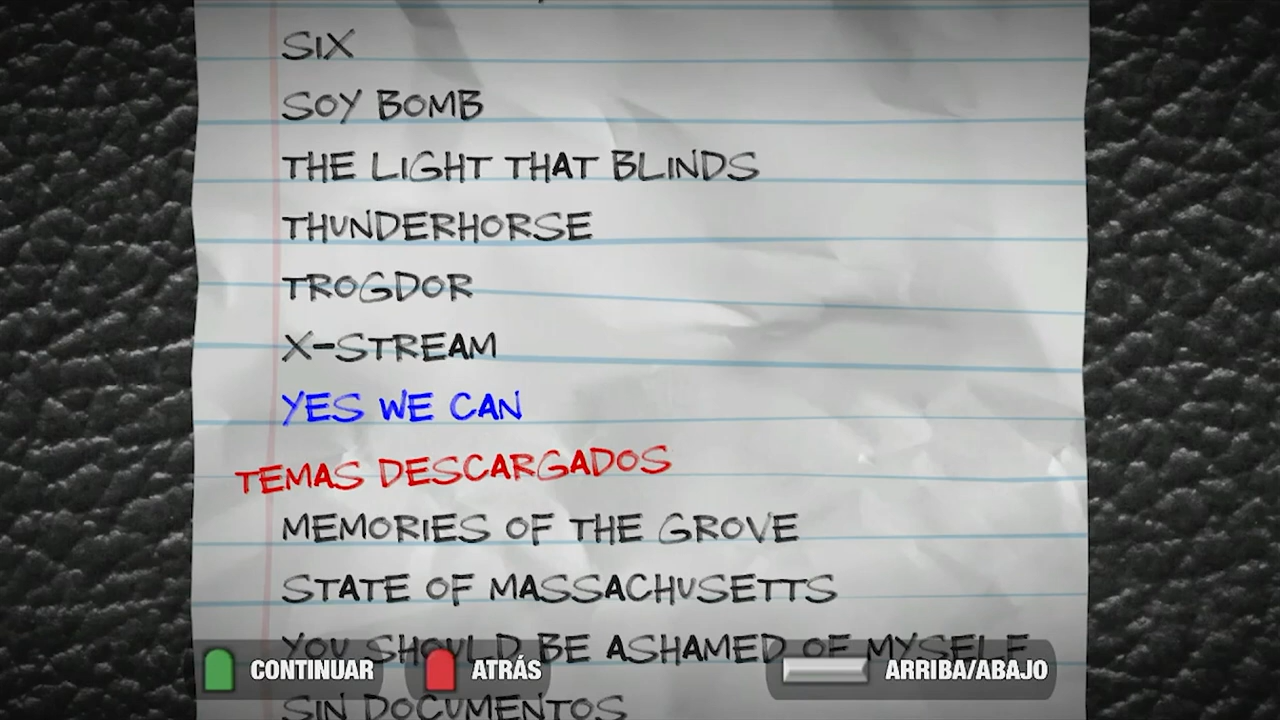 SIX
SOY BOMB
THE LIGHT THAT BLINDS
THUNDERHORSE
TROGDOR
X-STREAM
YES WE CAN
TEMAS DESCARGADOS
MEMORIES OF THE GROVE
STATE OF MASSACHUSETTS
YOU SHOULD BE ASHAMED OF MYSELF
CONTINUAR ATRÁS ARRIBA/ABAJO
SIN DOCUMENTOS